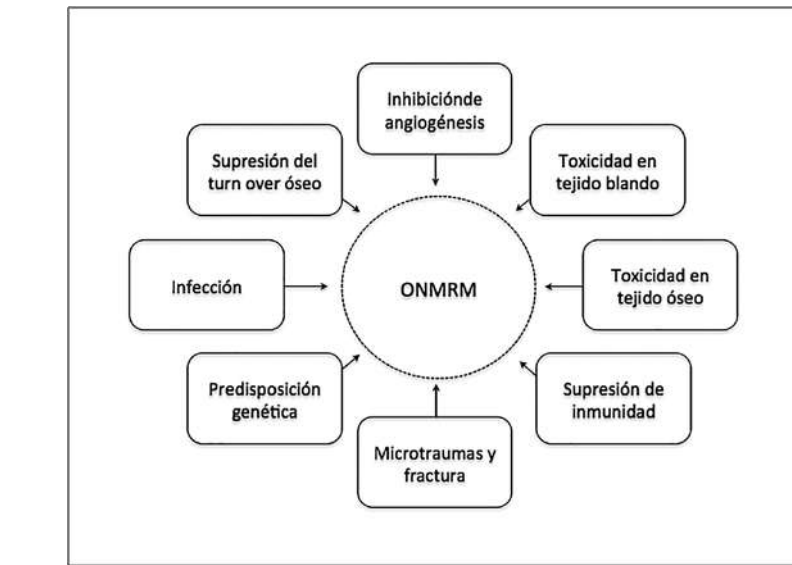 Inhibiciónde
angiogénesis
Supresión del
turn over óseo
Toxicidad en
tejido blando
Infección
ONMRM
Toxicidad en
tejido óseo
Predisposición
genética
Supresión de
inmunidad
Microtraumas y
fractura